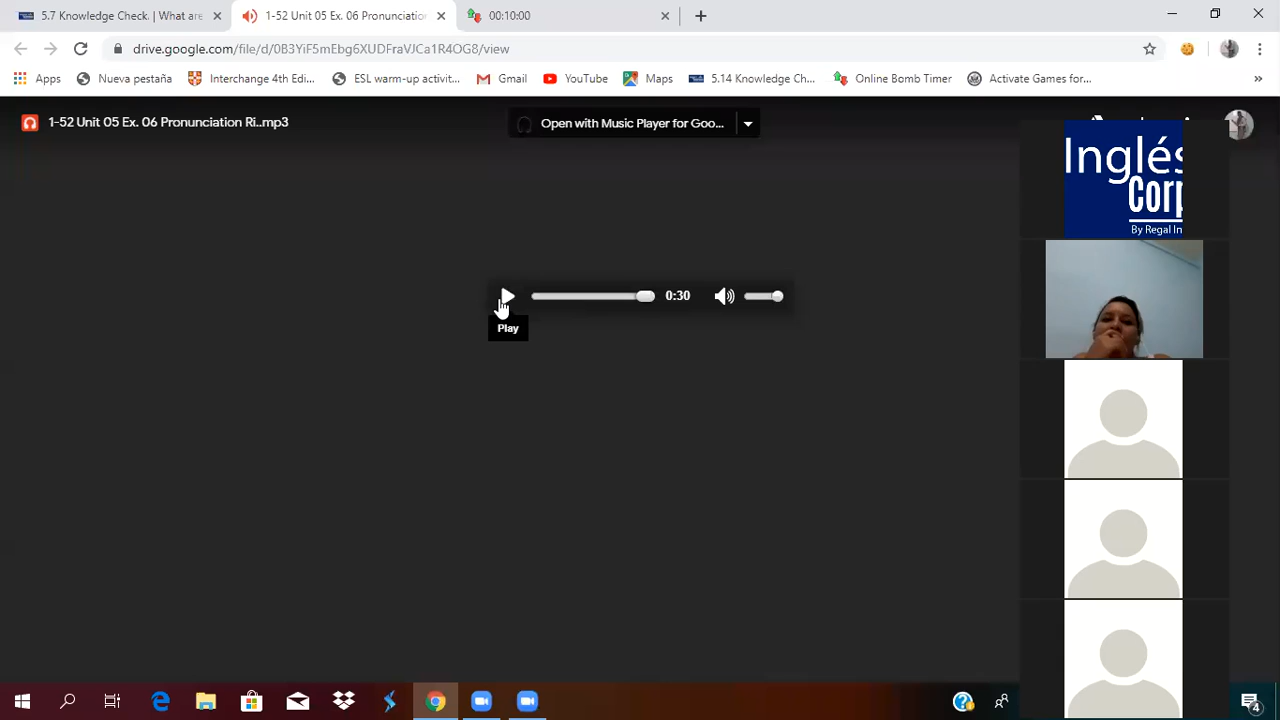 5.7 Knowledge Check. | What are
1-52 Unit 05 Ex. 06 Pronunciation
00:10:00
drive.google.com/file/d/0B3YiF5mEbg6XUDFraVJCa1R4OG8/view
Apps
Nueva pestaña
Interchange 4th Edi...
ESL warm-up activit...
Gmail
YouTube
Maps
5.14 Knowledge Ch...
Online Bomb Timer
Activate Games for...
»
1-52 Unit 05 Ex. 06 Pronunciation Ri..mp3
Open with Music Player for Goo...
Inglés
Corp
By Regal In
0:30
Play
4